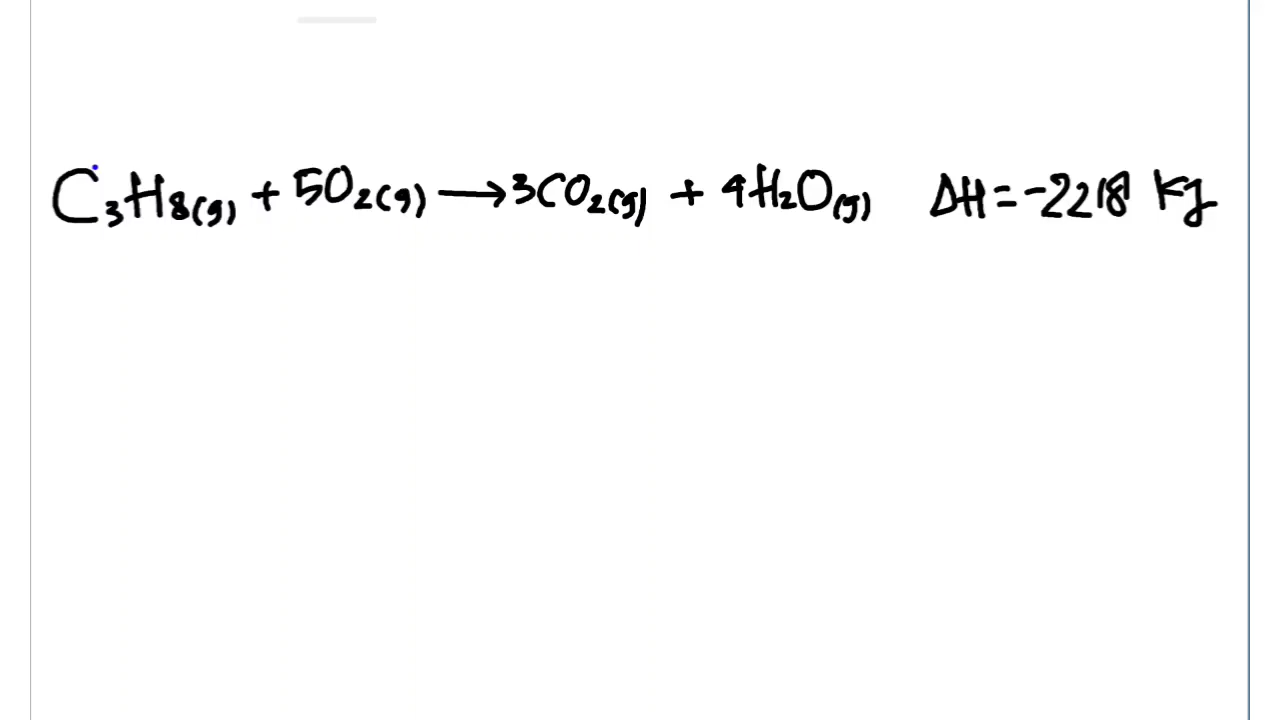 C₃H₈(g) + 5O₂(g) → 3CO₂(g) + 4H₂O(g) ΔH = -2218 KJ